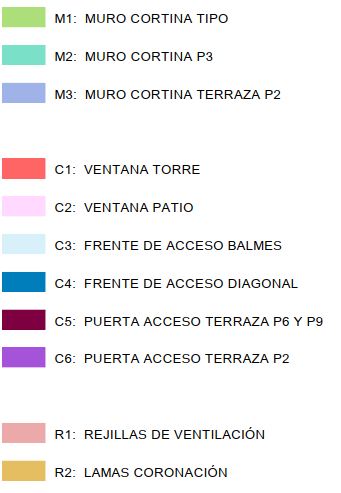 M1: MURO CORTINA TIPO
M2: MURO CORTINA P3
M3: MURO CORTINA TERRAZA P2
C1: VENTANA TORRE
C2: VENTANA PATIO
C3: FRENTE DE ACCESO BALMES
C4: FRENTE DE ACCESO DIAGONAL
C5: PUERTA ACCESO TERRAZA P6 Y P9
C6: PUERTA ACCESO TERRAZA P2
R1: REJILLAS DE VENTILACIÓN
R2: LAMAS CORONACIÓN